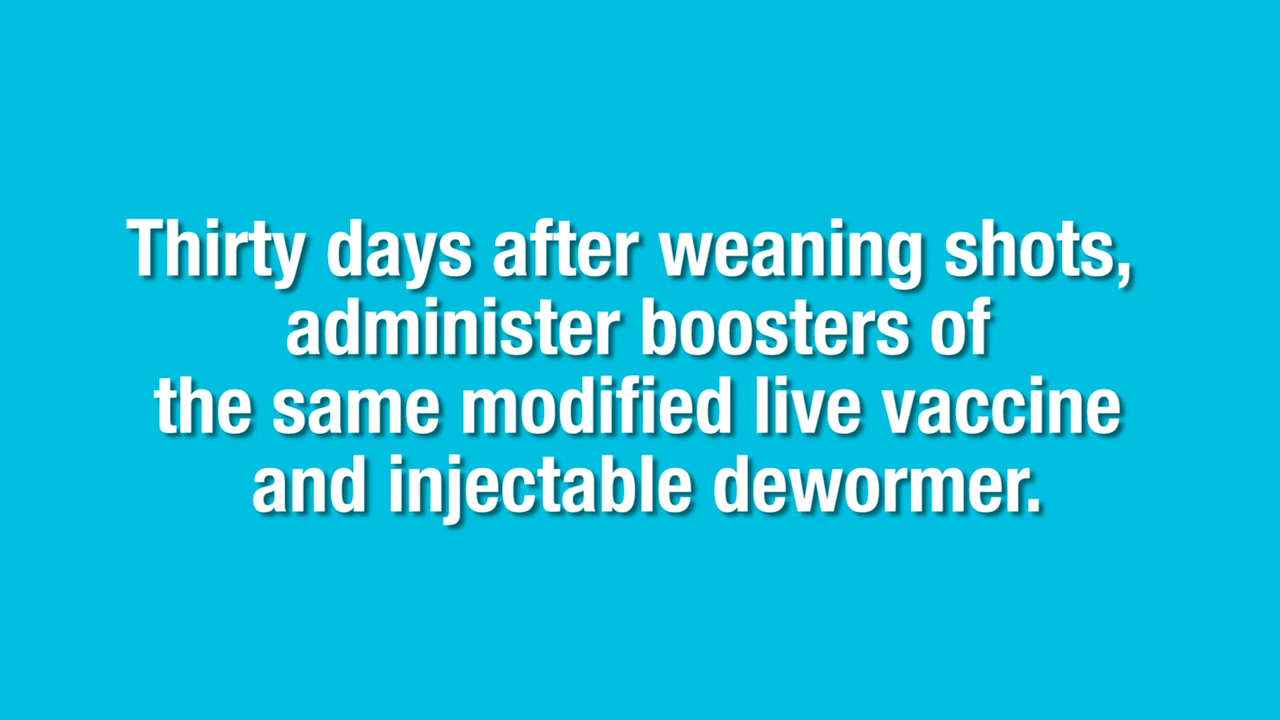 Thirty days after weaning shots,
administer boosters of
the same modified live vaccine
and injectable dewormer.